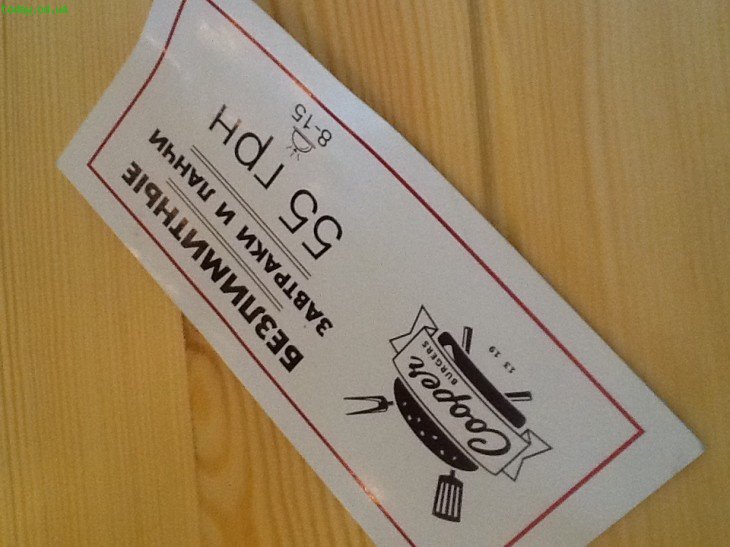 БЕЗЛИМИТНЫЕ
ЗАВТРАКИ И ЛАНЧИ
55 ГРН
8-15
Cooper
BURGERS
13 19